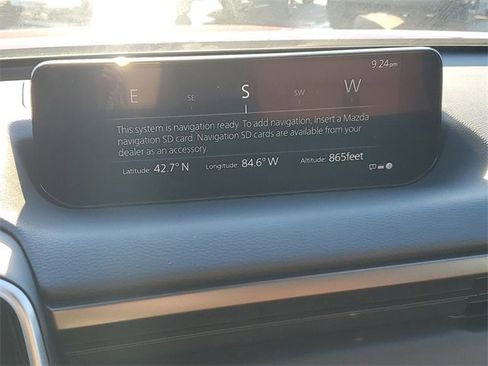 9:24 pm
E SE S SW W
This system is navigation ready. To add navigation, insert a Mazda
navigation SD card. Navigation SD cards are available from your
dealer as an accessory.
Latitude: 42.7° N Longitude: 84.6° W Altitude: 865feet